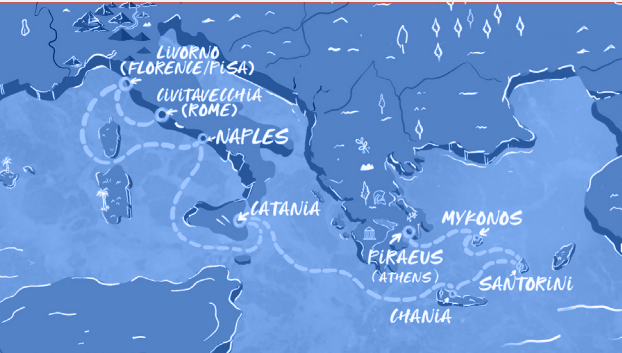 LIVORNO
(FLORENCE/PISA)
CIVITAVECCHIA
(ROME)
NAPLES
CATANIA
MYKONOS
PIRAEUS
(ATHENS)
SANTORINI
CHANIA